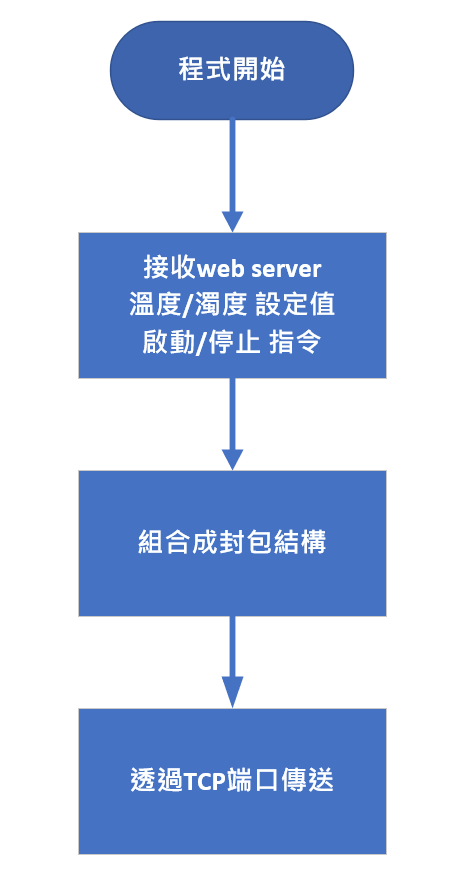 程式開始
接收web server
溫度/濁度 設定值
啟動/停止 指令
組合成封包結構
透過TCP端口傳送